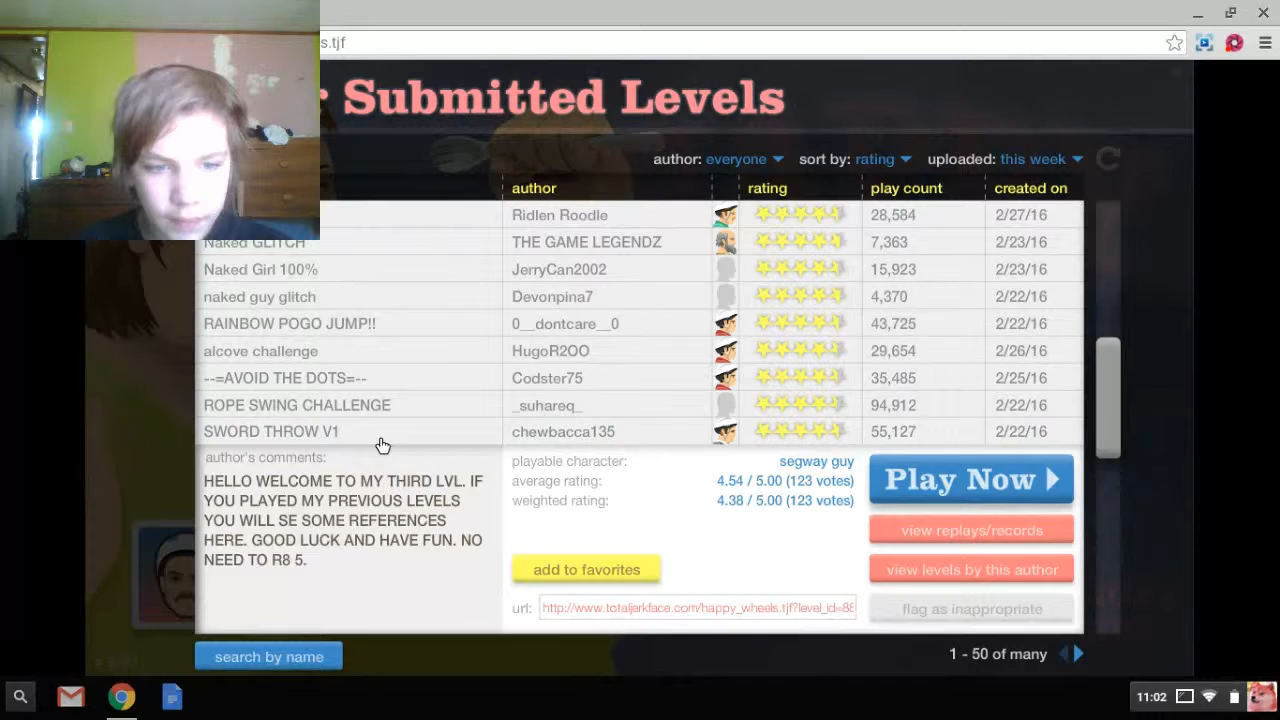 s.tjf
r Submitted Levels
author: everyone sort by: rating uploaded: this week
author rating play count created on
Ridlen Roodle 28,584 2/27/16
Naked GLITCH THE GAME LEGENDZ 7,363 2/23/16
Naked Girl 100% JerryCan2002 15,923 2/23/16
naked guy glitch Devonpina7 4,370 2/22/16
RAINBOW POGO JUMP!! 0__dontcare__0 43,725 2/22/16
alcove challenge HugoR2OO 29,654 2/26/16
--=AVOID THE DOTS=-- Codster75 35,485 2/25/16
ROPE SWING CHALLENGE _suhareq_ 94,912 2/22/16
SWORD THROW V1 chewbacca135 55,127 2/22/16
author's comments:
HELLO WELCOME TO MY THIRD LVL. IF
YOU PLAYED MY PREVIOUS LEVELS
YOU WILL SE SOME REFERENCES
HERE. GOOD LUCK AND HAVE FUN. NO
NEED TO R8 5.
playable character: segway guy
average rating: 4.54 / 5.00 (123 votes)
weighted rating: 4.38 / 5.00 (123 votes)
Play Now
view replays/records
add to favorites
view levels by this author
url: http://www.totaljerkface.com/happy_wheels.tjf?level_id=88
flag as inappropriate
search by name
1 - 50 of many
11:02